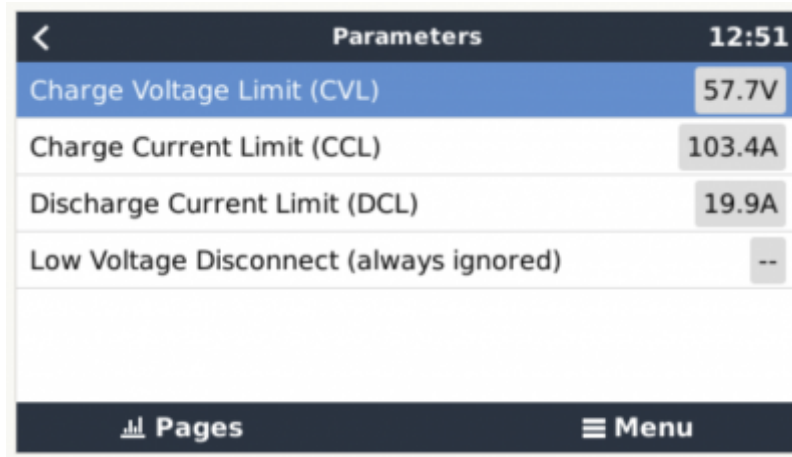 Parameters 12:51
Charge Voltage Limit (CVL) 57.7V
Charge Current Limit (CCL) 103.4A
Discharge Current Limit (DCL) 19.9A
Low Voltage Disconnect (always ignored) --
Pages Menu